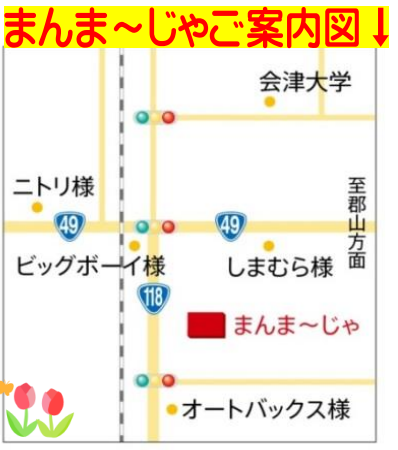 まんま～じゃご案内図↓
会津大学
ニトリ様
至郡山方面
49
49
ビッグボーイ様
しまむら様
118
まんま～じゃ
オートバックス様